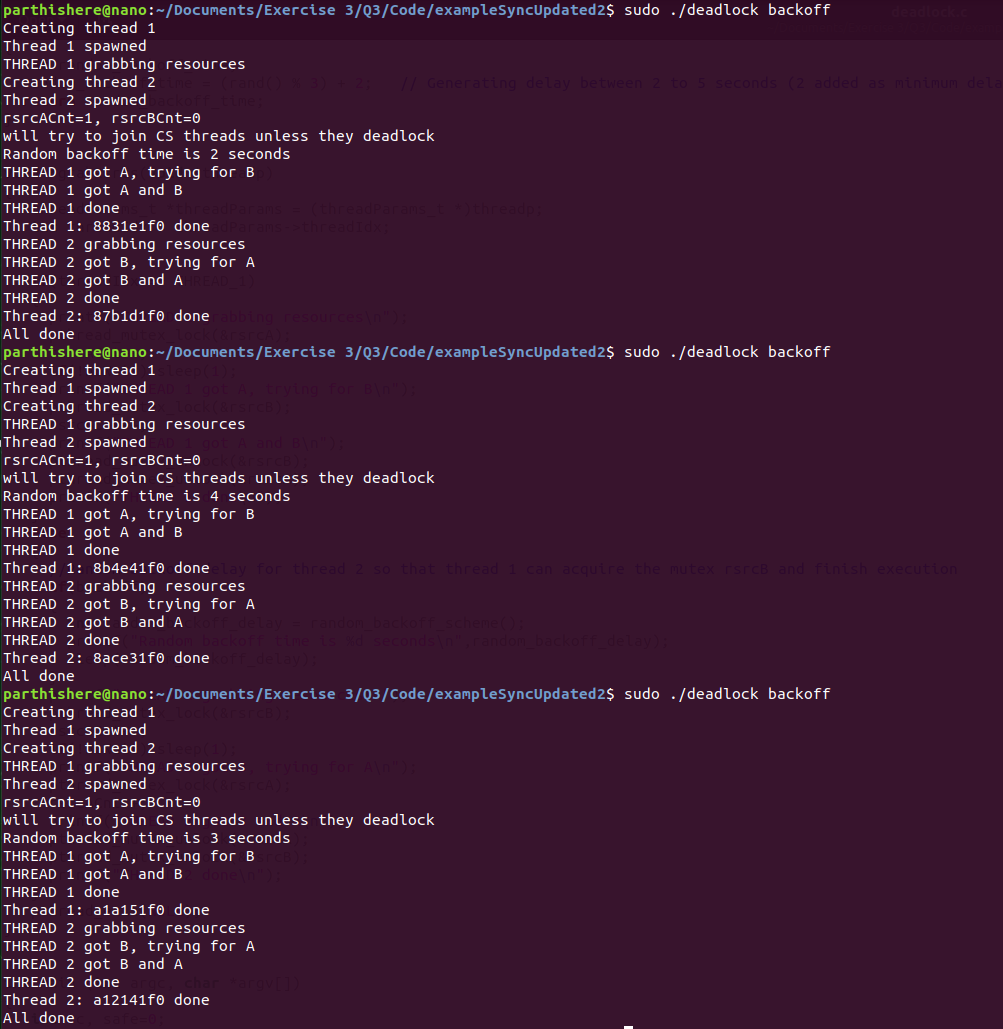 parthishere@nano:~/Documents/Exercise 3/Q3/Code/exampleSyncUpdated2$ sudo ./deadlock backoff
Creating thread 1
Thread 1 spawned
THREAD 1 grabbing resources
Creating thread 2
Thread 2 spawned
rsrcACnt=1, rsrcBCnt=0
will try to join CS threads unless they deadlock
Random backoff time is 2 seconds
THREAD 1 got A, trying for B
THREAD 1 got A and B
THREAD 1 done
Thread 1: 8831e1f0 done
THREAD 2 grabbing resources
THREAD 2 got B, trying for A
THREAD 2 got B and A
THREAD 2 done
Thread 2: 87b1d1f0 done
All done
parthishere@nano:~/Documents/Exercise 3/Q3/Code/exampleSyncUpdated2$ sudo ./deadlock backoff
Creating thread 1
Thread 1 spawned
Creating thread 2
THREAD 1 grabbing resources
Thread 2 spawned
rsrcACnt=1, rsrcBCnt=0
will try to join CS threads unless they deadlock
Random backoff time is 4 seconds
THREAD 1 got A, trying for B
THREAD 1 got A and B
THREAD 1 done
Thread 1: 8b4e41f0 done
THREAD 2 grabbing resources
THREAD 2 got B, trying for A
THREAD 2 got B and A
THREAD 2 done
Thread 2: 8ace31f0 done
All done
parthishere@nano:~/Documents/Exercise 3/Q3/Code/exampleSyncUpdated2$ sudo ./deadlock backoff
Creating thread 1
Thread 1 spawned
Creating thread 2
THREAD 1 grabbing resources
Thread 2 spawned
rsrcACnt=1, rsrcBCnt=0
will try to join CS threads unless they deadlock
Random backoff time is 3 seconds
THREAD 1 got A, trying for B
THREAD 1 got A and B
THREAD 1 done
Thread 1: a1a151f0 done
THREAD 2 grabbing resources
THREAD 2 got B, trying for A
THREAD 2 got B and A
THREAD 2 done
Thread 2: a12141f0 done
All done